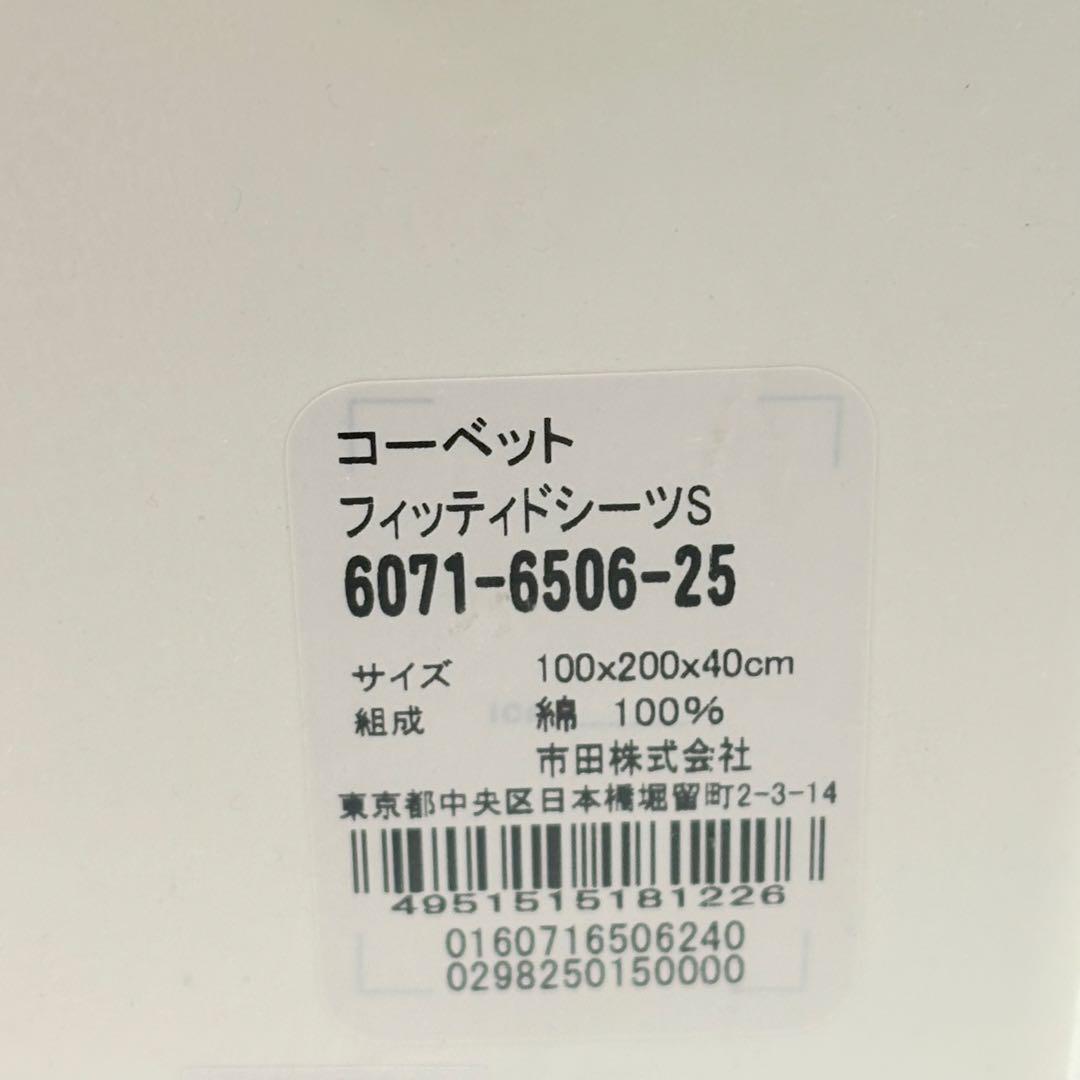 コーベット
フィッティドシーツS
6071-6506-25
サイズ 100x200x40cm
組成 綿 100%
市田株式会社
東京都中央区日本橋堀留町2-3-14
4951515181226
0160716506240
0298250150000